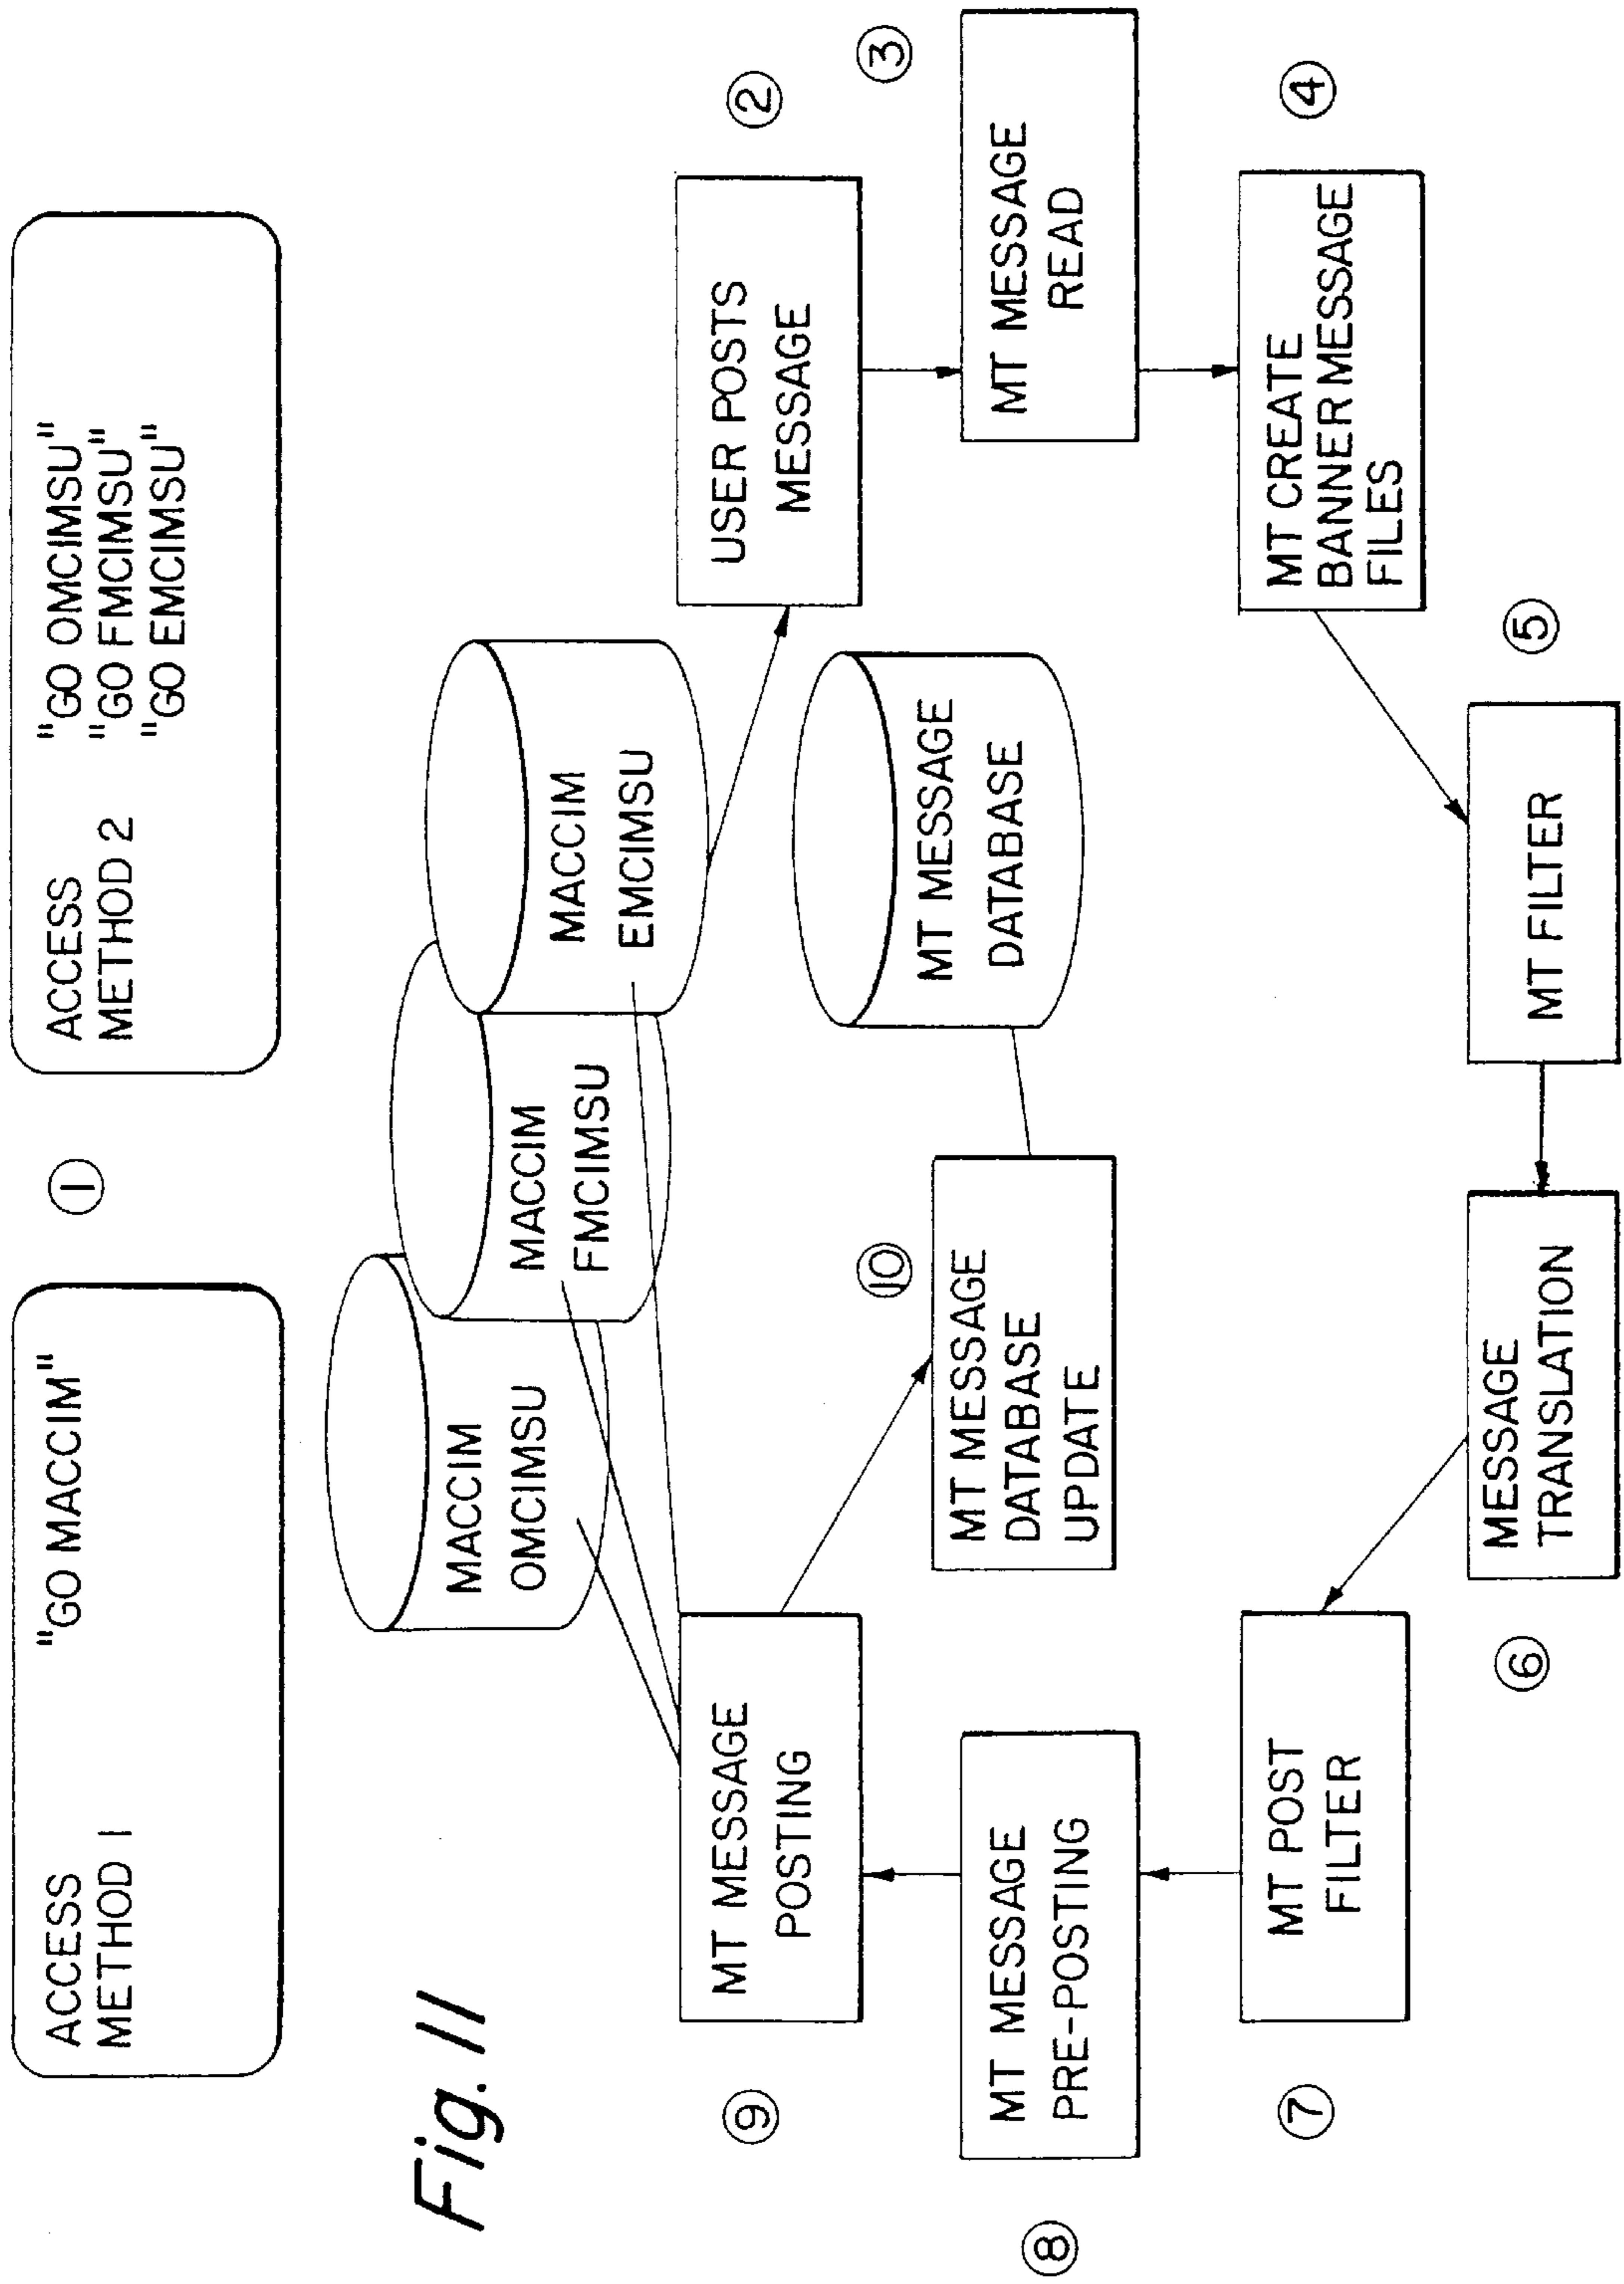 ACCESS
METHOD 1
"GO MACCIM"
①
ACCESS
METHOD 2
"GO OMCIMSU"
"GO FMCIMSU"
"GO EMCIMSU"
MACCIM
OMCIMSU
MACCIM
FMCIMSU
MACCIM
EMCIMSU
Fig. 11
②
USER POSTS
MESSAGE
③
MT MESSAGE
READ
④
MT CREATE
BANNER MESSAGE
FILES
⑤
MT FILTER
⑥
MESSAGE
TRANSLATION
⑦
MT POST
FILTER
⑧
MT MESSAGE
PRE-POSTING
⑨
MT MESSAGE
POSTING
⑩
MT MESSAGE
DATABASE
UPDATE
MT MESSAGE
DATABASE